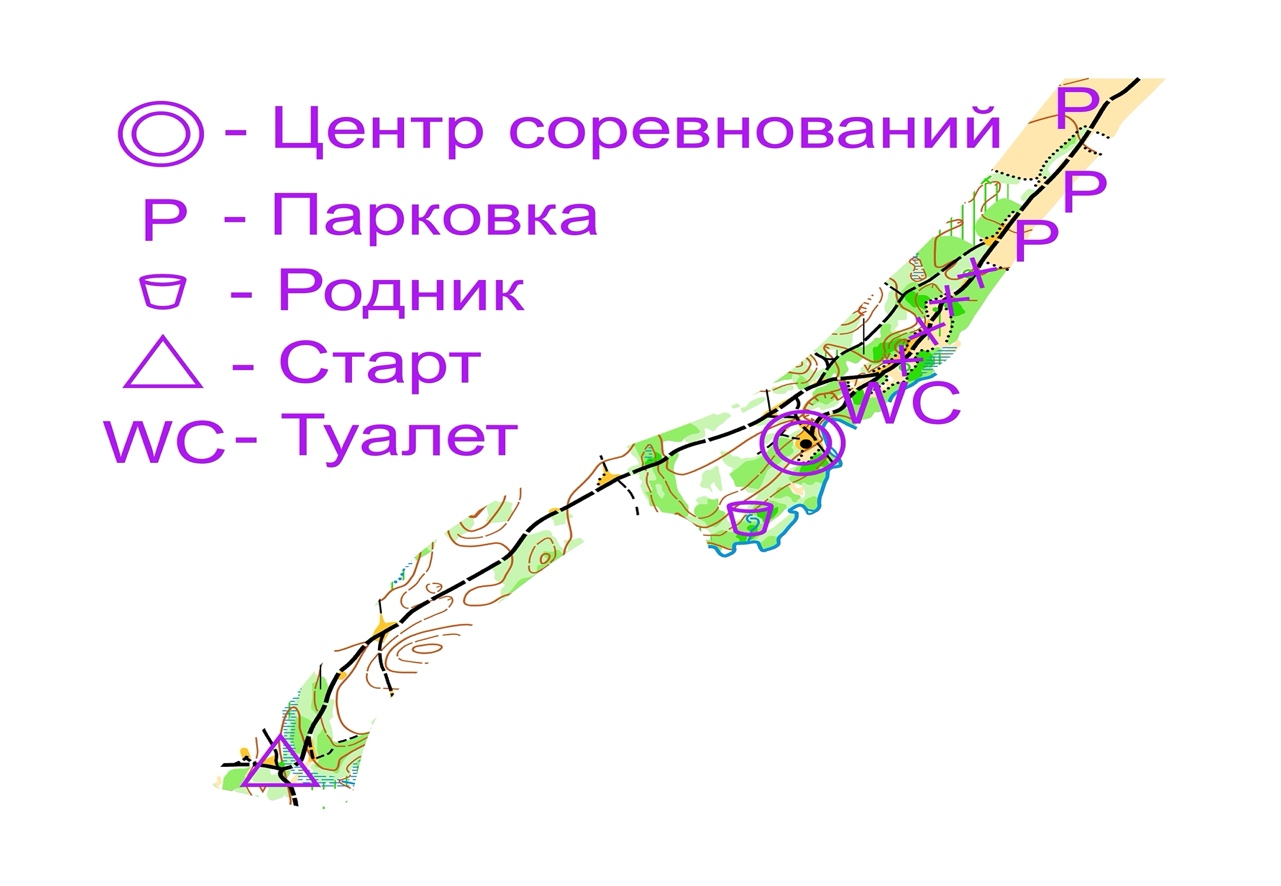 - Центр соревнований
P - Парковка
- Родник
- Старт
WC - Туалет
P
P
P
WC